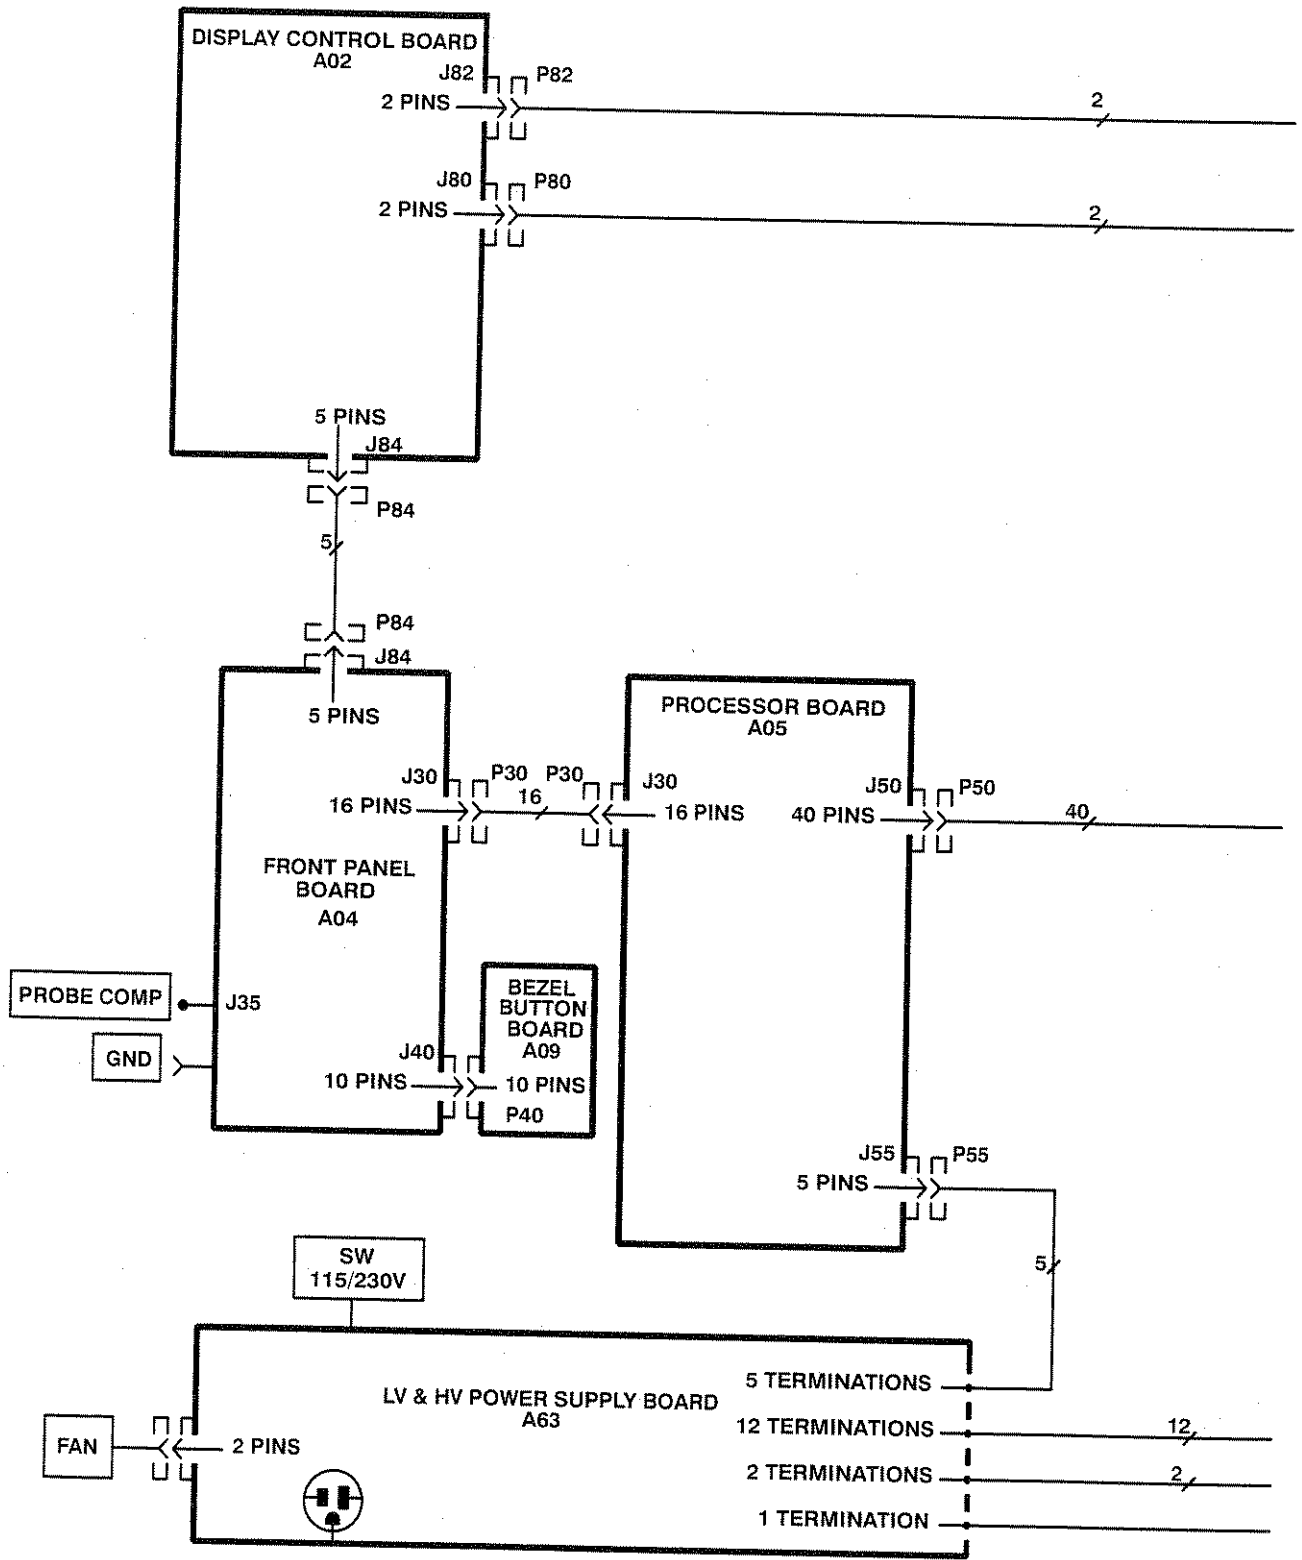 DISPLAY CONTROL BOARD
A02
J82
P82
2 PINS
2
J80
P80
2 PINS
2
5 PINS
J84
P84
5
P84
J84
5 PINS
PROCESSOR BOARD
A05
J30
P30
P30
J30
J50
P50
16 PINS
16
16 PINS
40 PINS
40
FRONT PANEL
BOARD
A04
PROBE COMP
J35
BEZEL
BUTTON
BOARD
A09
GND
J40
10 PINS
10 PINS
P40
J55
P55
5 PINS
SW
115/230V
5
LV & HV POWER SUPPLY BOARD
A63
5 TERMINATIONS
12 TERMINATIONS
12
FAN
2 PINS
2 TERMINATIONS
2
1 TERMINATION